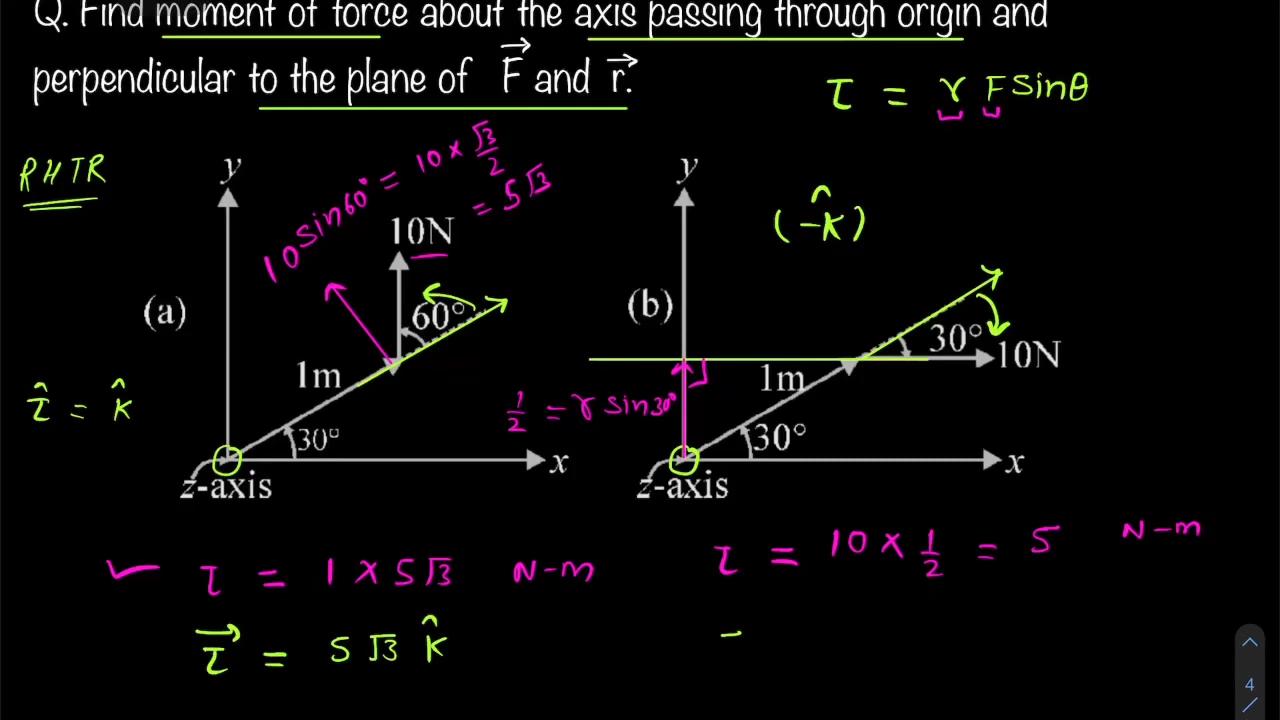 Q. Find moment of force about the axis passing through origin and
perpendicular to the plane of F⃗ and r⃗.
τ = r F sinθ
RHTR
y
10 sin60° = 10 × √3/2
= 5√3
10N
(a)
60°
1m
30°
x
z-axis
τ̂ = k̂
y
(-k̂)
(b)
30°
10N
1m
1/2 = r sin30°
30°
x
z-axis
τ = 1 × 5√3 N-m
τ = 10 × 1/2 = 5 N-m
τ⃗ = 5√3 k̂
4